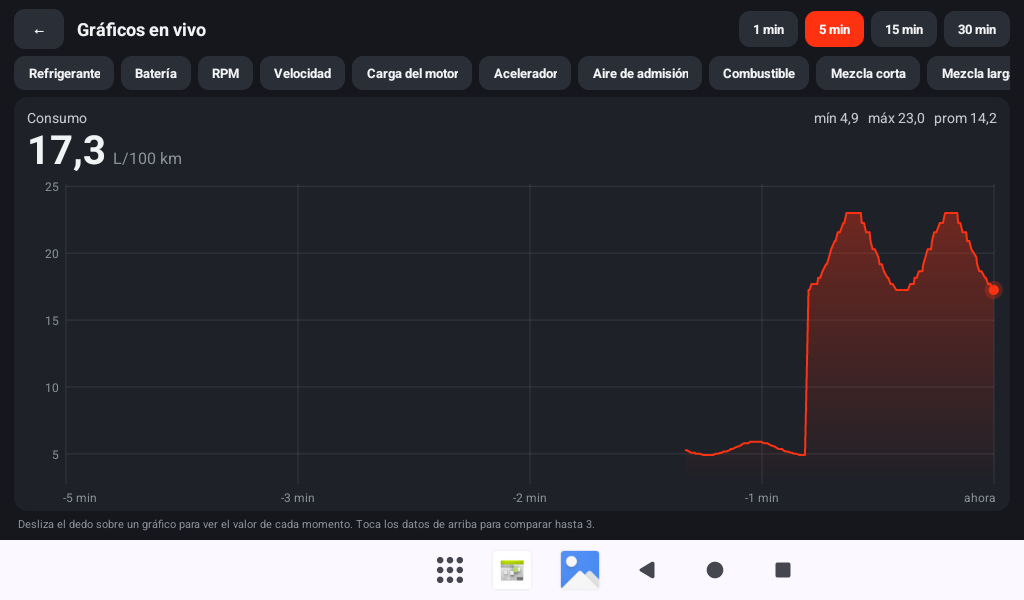 ←
Gráficos en vivo
1 min
5 min
15 min
30 min
Refrigerante
Batería
RPM
Velocidad
Carga del motor
Acelerador
Aire de admisión
Combustible
Mezcla corta
Mezcla larg
Consumo
mín 4,9 máx 23,0 prom 14,2
17,3 L/100 km
25
20
15
10
5
-5 min
-3 min
-2 min
-1 min
ahora
Desliza el dedo sobre un gráfico para ver el valor de cada momento. Toca los datos de arriba para comparar hasta 3.